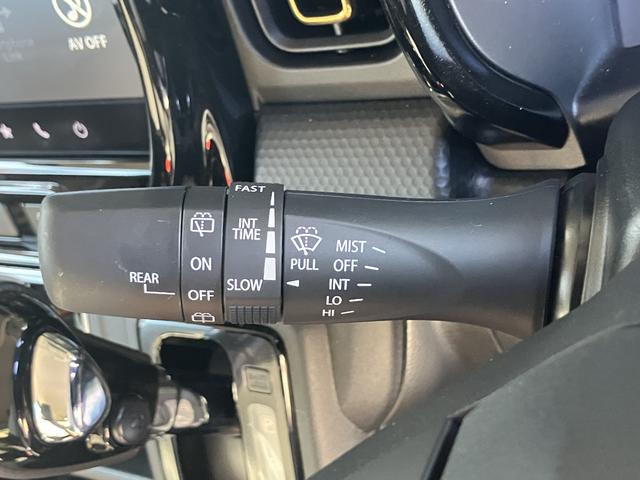 AV OFF
FAST
INT
TIME
SLOW
REAR
ON
OFF
PULL
MIST
OFF
INT
LO
HI